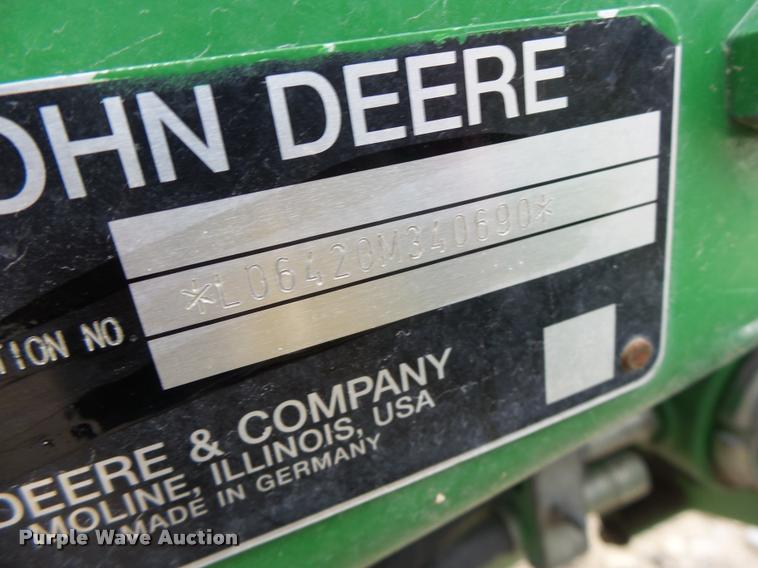 OHN DEERE
*L06420M340690*
TION NO.
DEERE & COMPANY
MOLINE, ILLINOIS, USA
MADE IN GERMANY
Purple Wave Auction